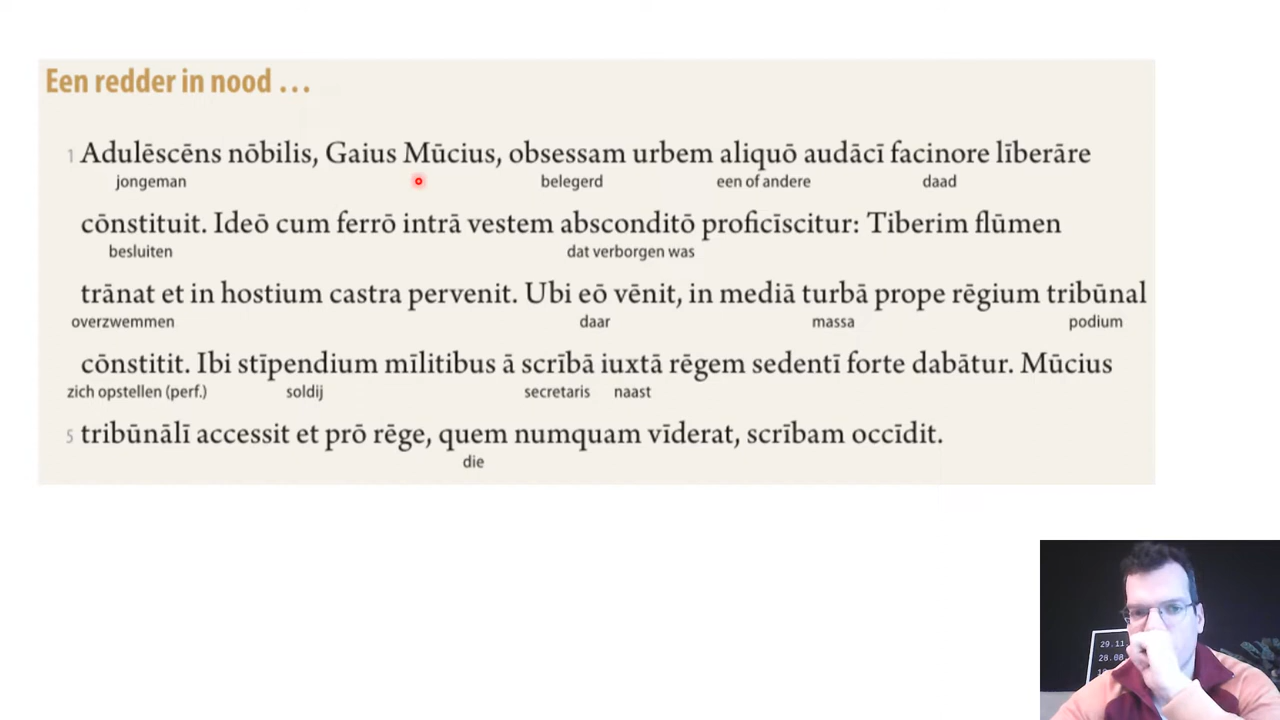 Een redder in nood ...
1 Adulēscēns nōbilis, Gaius Mūcius, obsessam urbem aliquō audācī facinore līberāre
jongeman belegerd een of andere daad
cōnstituit. Ideō cum ferrō intrā vestem absconditō proficīscitur: Tiberim flūmen
besluiten dat verborgen was
trānat et in hostium castra pervenit. Ubi eō vēnit, in mediā turbā prope rēgium tribūnal
overzwemmen daar massa podium
cōnstitit. Ibi stīpendium mīlitibus ā scrībā iuxtā rēgem sedentī forte dabātur. Mūcius
zich opstellen (perf.) soldij secretaris naast
5 tribūnālī accessit et prō rēge, quem numquam vīderat, scrībam occīdit.
die
29.11
28.08